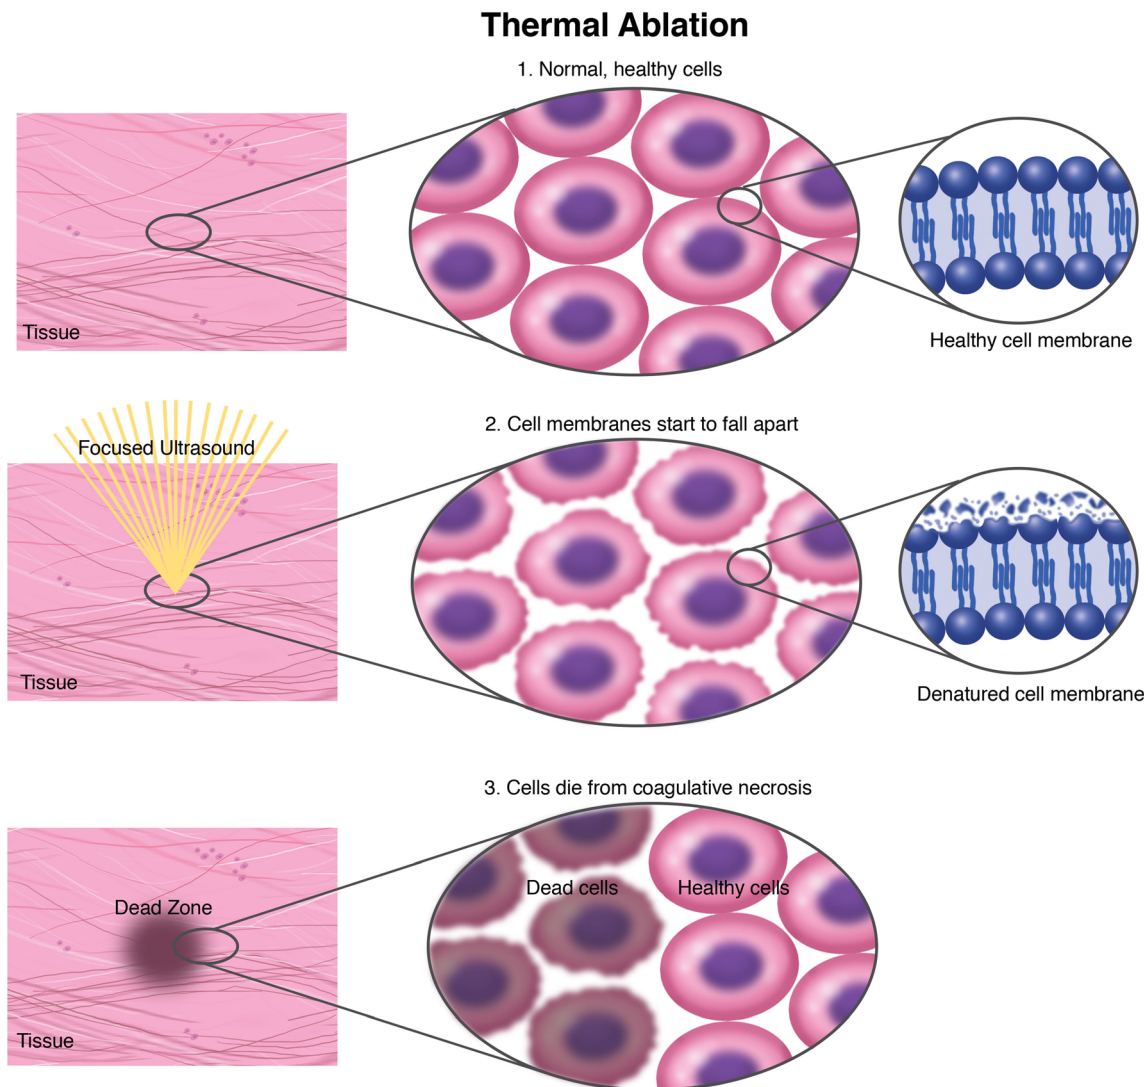 Thermal Ablation
1. Normal, healthy cells
Tissue
Healthy cell membrane
2. Cell membranes start to fall apart
Focused Ultrasound
Tissue
Denatured cell membrane
3. Cells die from coagulative necrosis
Dead cells
Healthy cells
Dead Zone
Tissue